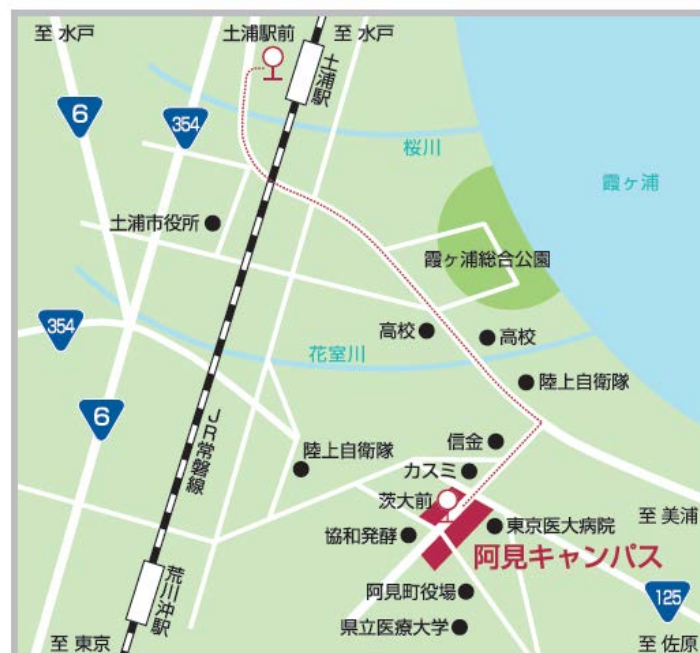 至 水戸
土浦駅前
至 水戸
土浦駅
6
354
桜川
霞ヶ浦
土浦市役所
霞ヶ浦総合公園
354
高校
高校
花室川
陸上自衛隊
6
JR常磐線
信金
陸上自衛隊
カスミ
茨大前
至 美浦
協和発酵
東京医大病院
阿見キャンパス
荒川沖駅
阿見町役場
125
県立医療大学
至 東京
至 佐原